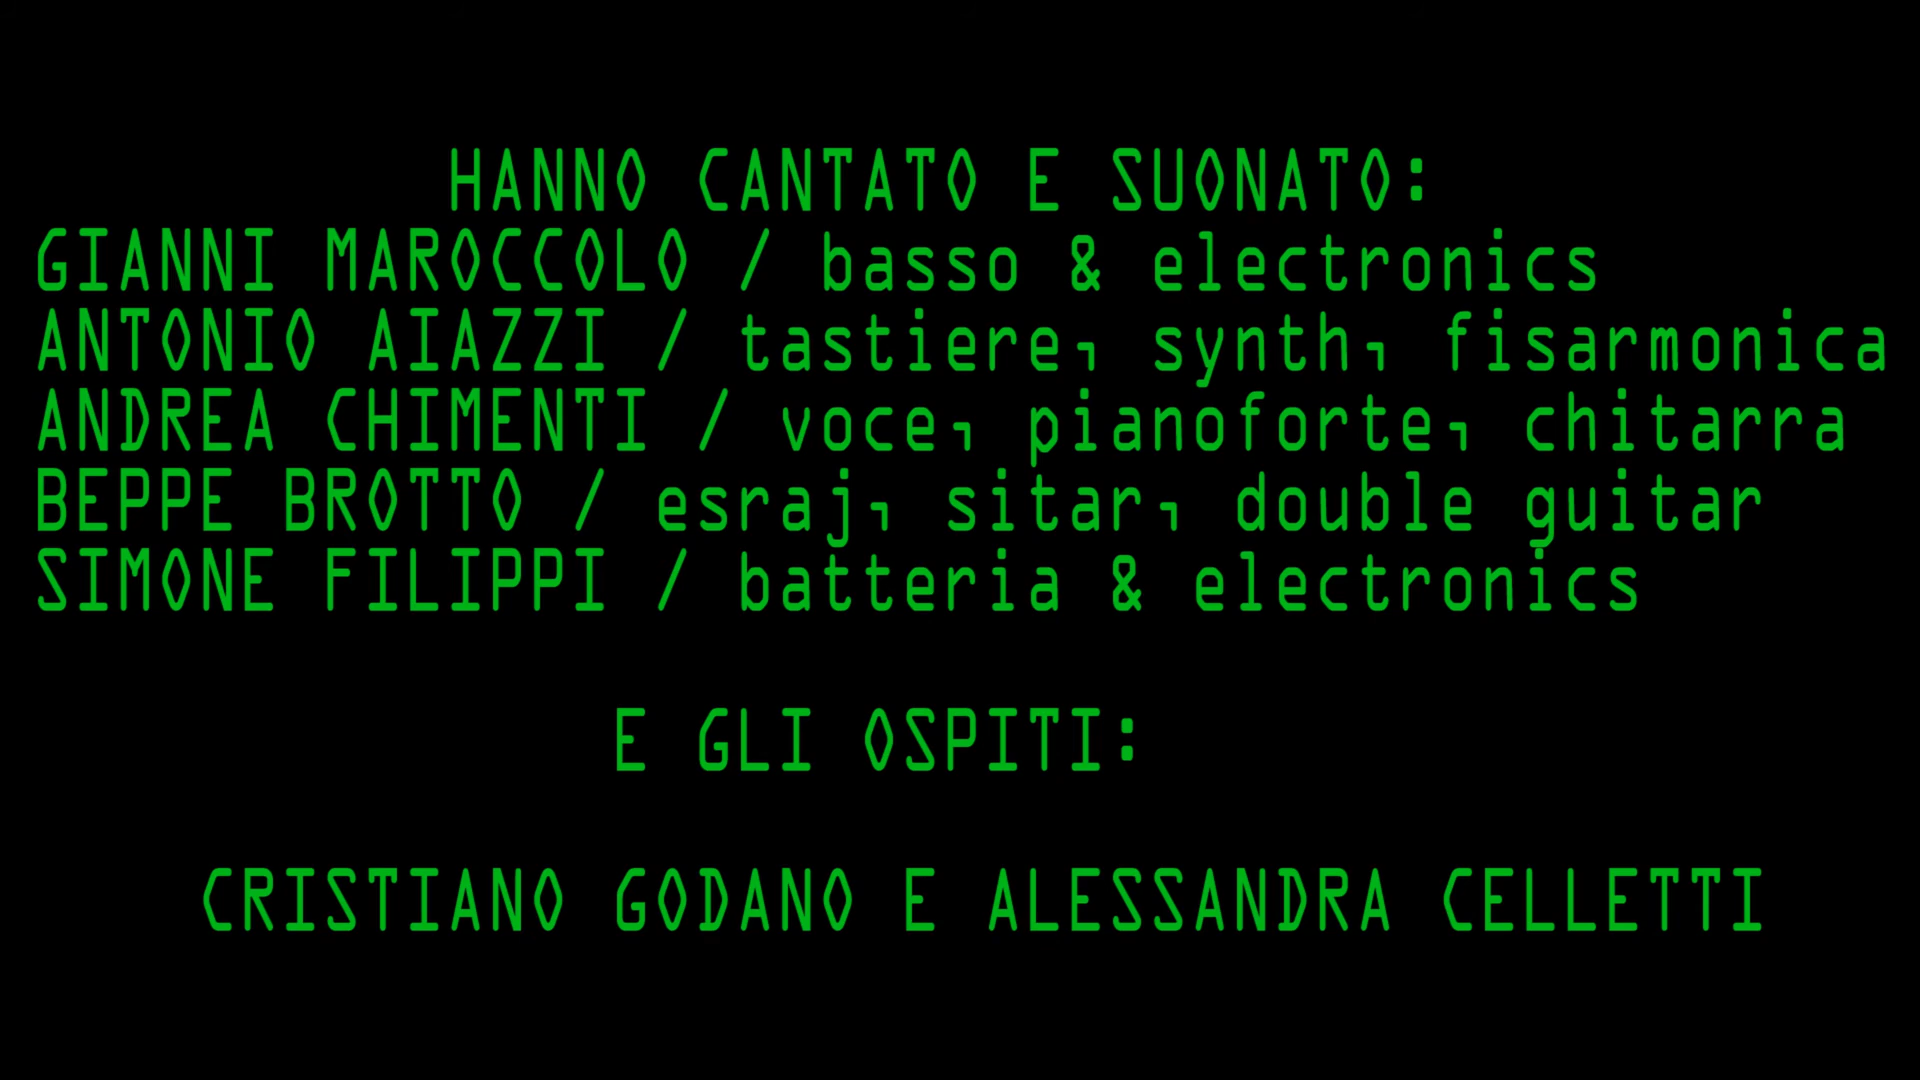 HANNO CANTATO E SUONATO:
GIANNI MAROCCOLO / basso & electronics
ANTONIO AIAZZI / tastiere, synth, fisarmonica
ANDREA CHIMENTI / voce, pianoforte, chitarra
BEPPE BROTTO / esraj, sitar, double guitar
SIMONE FILIPPI / batteria & electronics
E GLI OSPITI:
CRISTIANO GODANO E ALESSANDRA CELLETTI